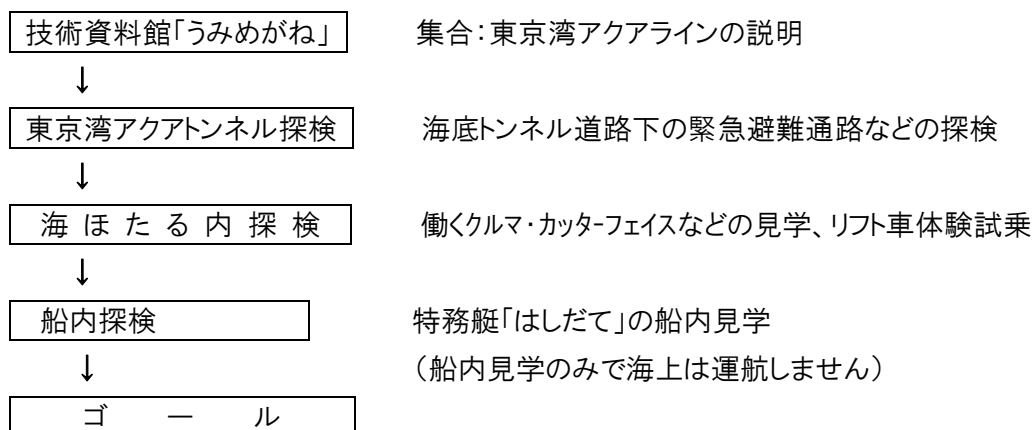 技術資料館「うみめがね」 集合：東京湾アクアラインの説明
↓
東京湾アクアトンネル探検 海底トンネル道路下の緊急避難通路などの探検
↓
海ほたる内探検 働くクルマ・カッターフェイスなどの見学、リフト車体験試乗
↓
船内探検 特務艇「はしだて」の船内見学
↓ （船内見学のみで海上は運航しません）
ゴール